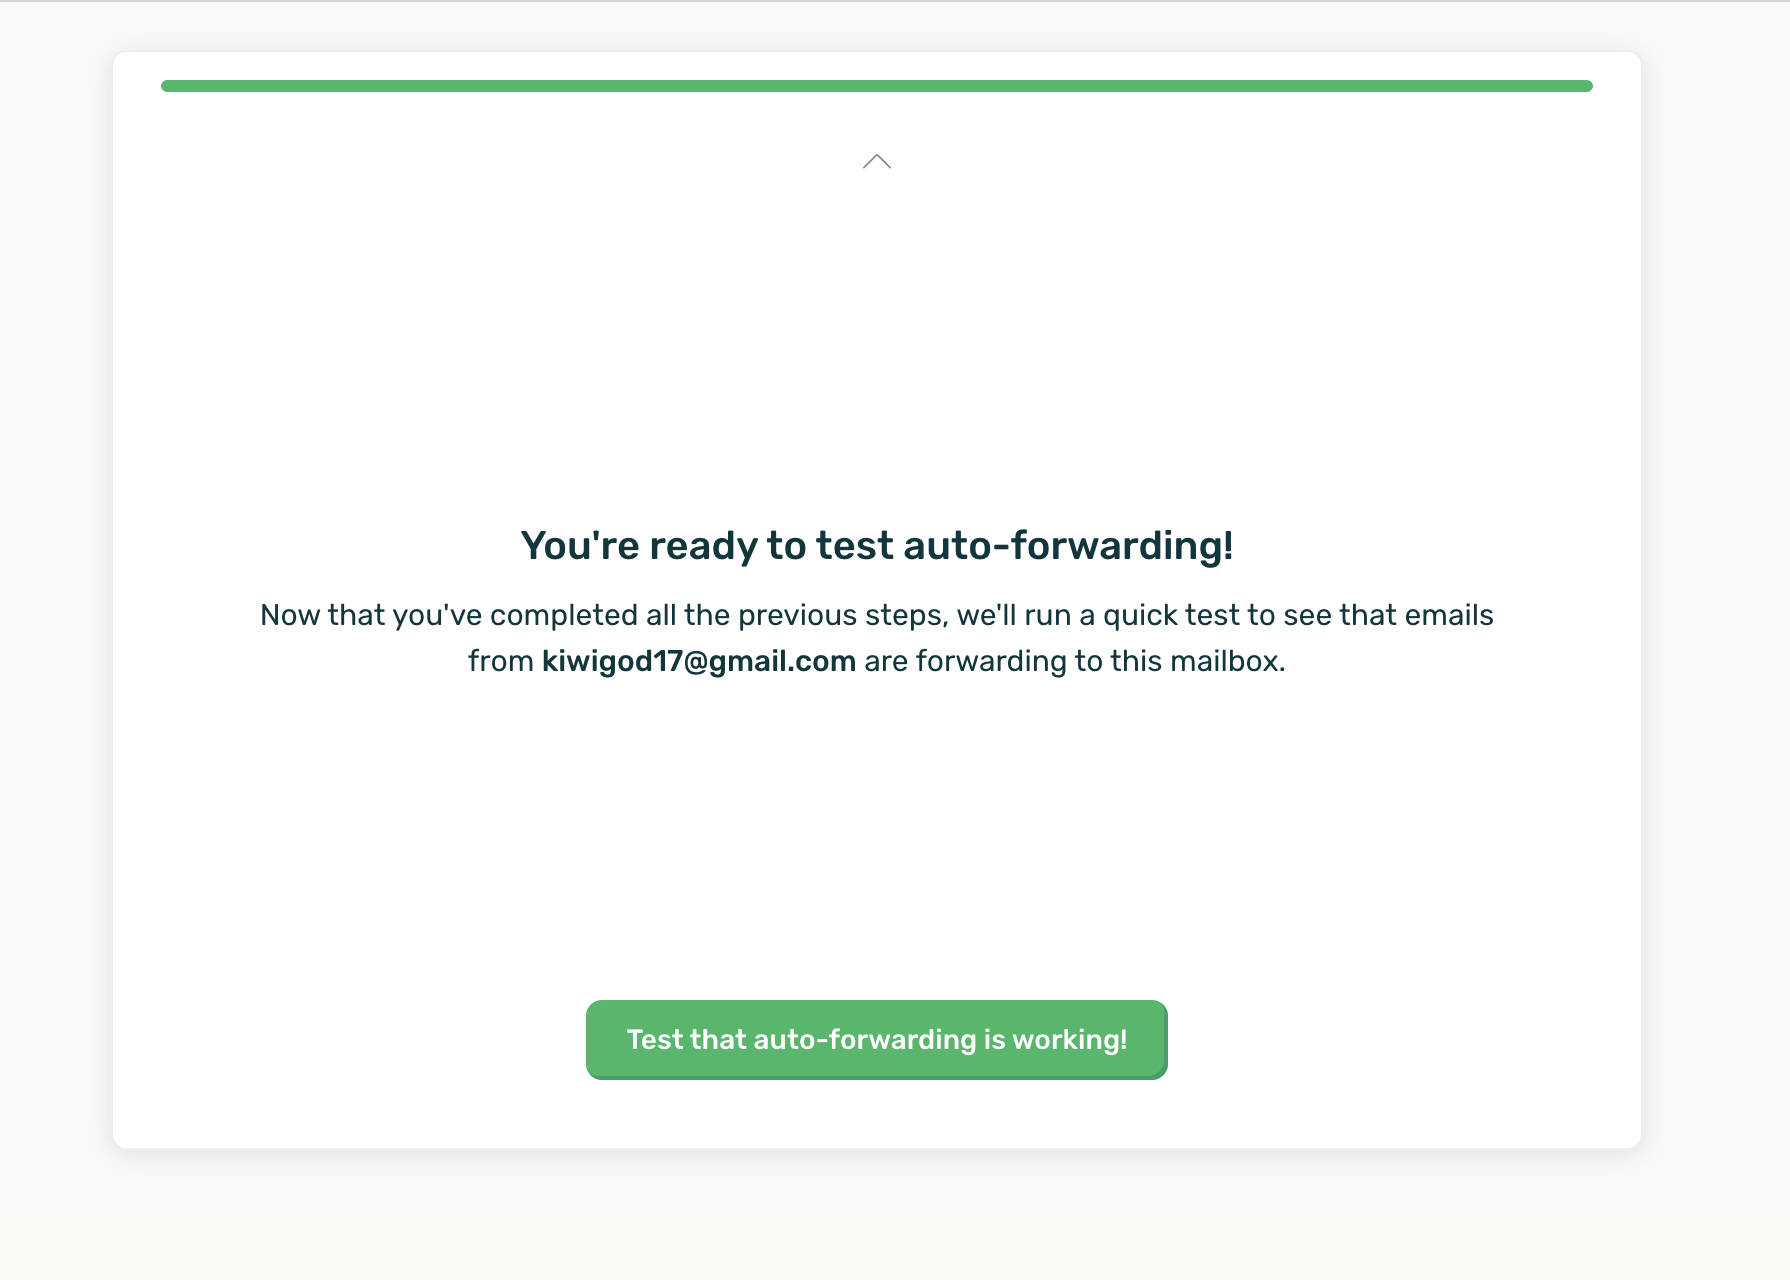 You're ready to test auto-forwarding!
Now that you've completed all the previous steps, we'll run a quick test to see that emails
from kiwigod17@gmail.com are forwarding to this mailbox.
Test that auto-forwarding is working!